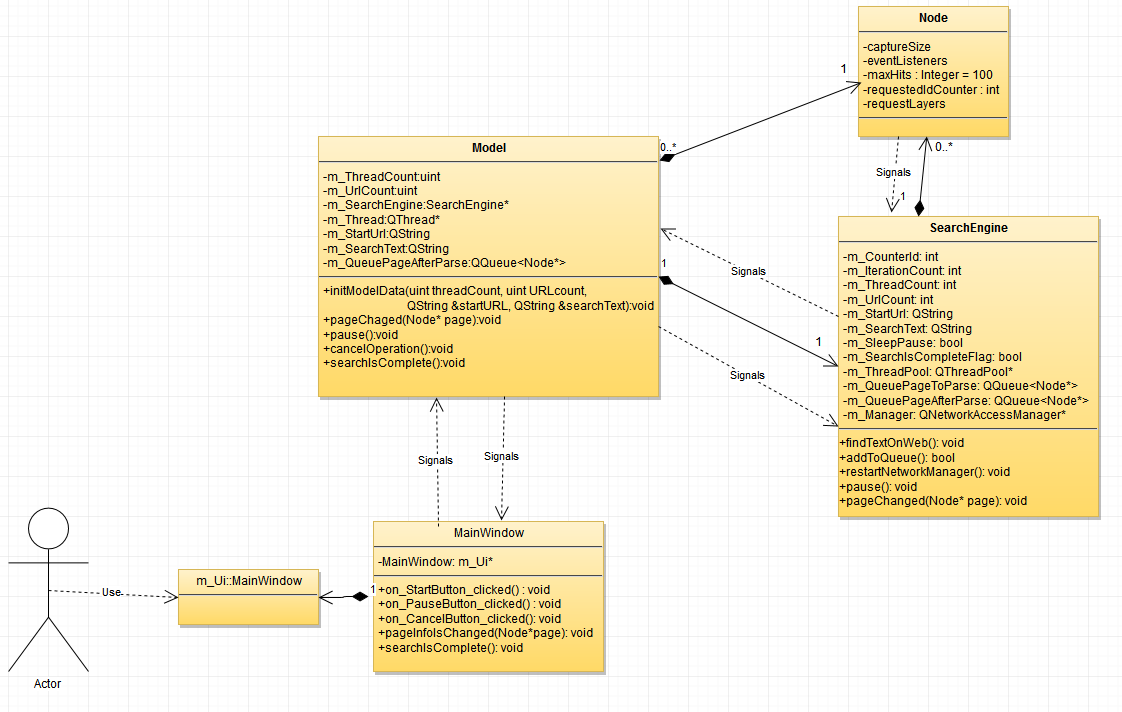 Node
-captureSize
-eventListeners
-maxHits : Integer = 100
-requestedIdCounter : int
-requestLayers
1
0..*
Signals
1
0..*
Model
-m_ThreadCount:uint
-m_UrlCount:uint
-m_SearchEngine:SearchEngine*
-m_Thread:QThread*
-m_StartUrl:QString
-m_SearchText:QString
-m_QueuePageAfterParse:QQueue<Node*>
+initModelData(uint threadCount, uint URLcount,
QString &startURL, QString &searchText):void
+pageChaged(Node* page):void
+pause():void
+cancelOperation():void
+searchIsComplete():void
Signals
1
1
Signals
SearchEngine
-m_CounterId: int
-m_IterationCount: int
-m_ThreadCount: int
-m_UrlCount: int
-m_StartUrl: QString
-m_SearchText: QString
-m_SleepPause: bool
-m_SearchIsCompleteFlag: bool
-m_ThreadPool: QThreadPool*
-m_QueuePageToParse: QQueue<Node*>
-m_QueuePageAfterParse: QQueue<Node*>
-m_Manager: QNetworkAccessManager*
+findTextOnWeb(): void
+addToQueue(): bool
+restartNetworkManager(): void
+pause(): void
+pageChanged(Node* page): void
Signals
Signals
MainWindow
-MainWindow: m_Ui*
+on_StartButton_clicked() : void
+on_PauseButton_clicked() : void
+on_CancelButton_clicked(): void
+pageInfoIsChanged(Node*page): void
+searchIsComplete(): void
1
m_Ui::MainWindow
Use
Actor